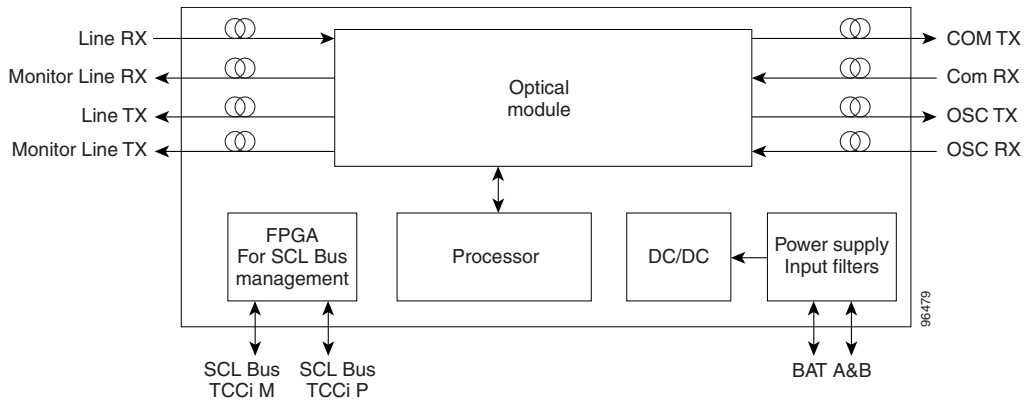 Line RX
COM TX
Monitor Line RX
Com RX
Optical
module
Line TX
OSC TX
Monitor Line TX
OSC RX
FPGA
For SCL Bus
management
Processor
DC/DC
Power supply
Input filters
96479
SCL Bus
TCCi M
SCL Bus
TCCi P
BAT A&B